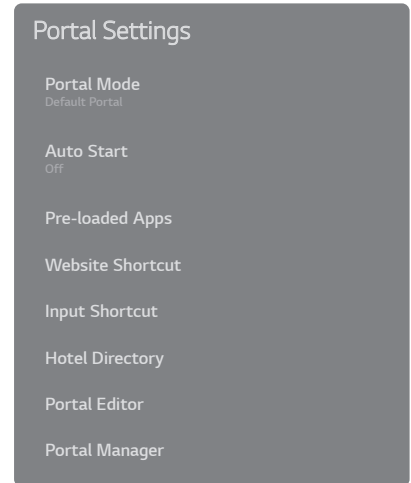 Portal Settings
Portal Mode
Default Portal
Auto Start
Off
Pre-loaded Apps
Website Shortcut
Input Shortcut
Hotel Directory
Portal Editor
Portal Manager